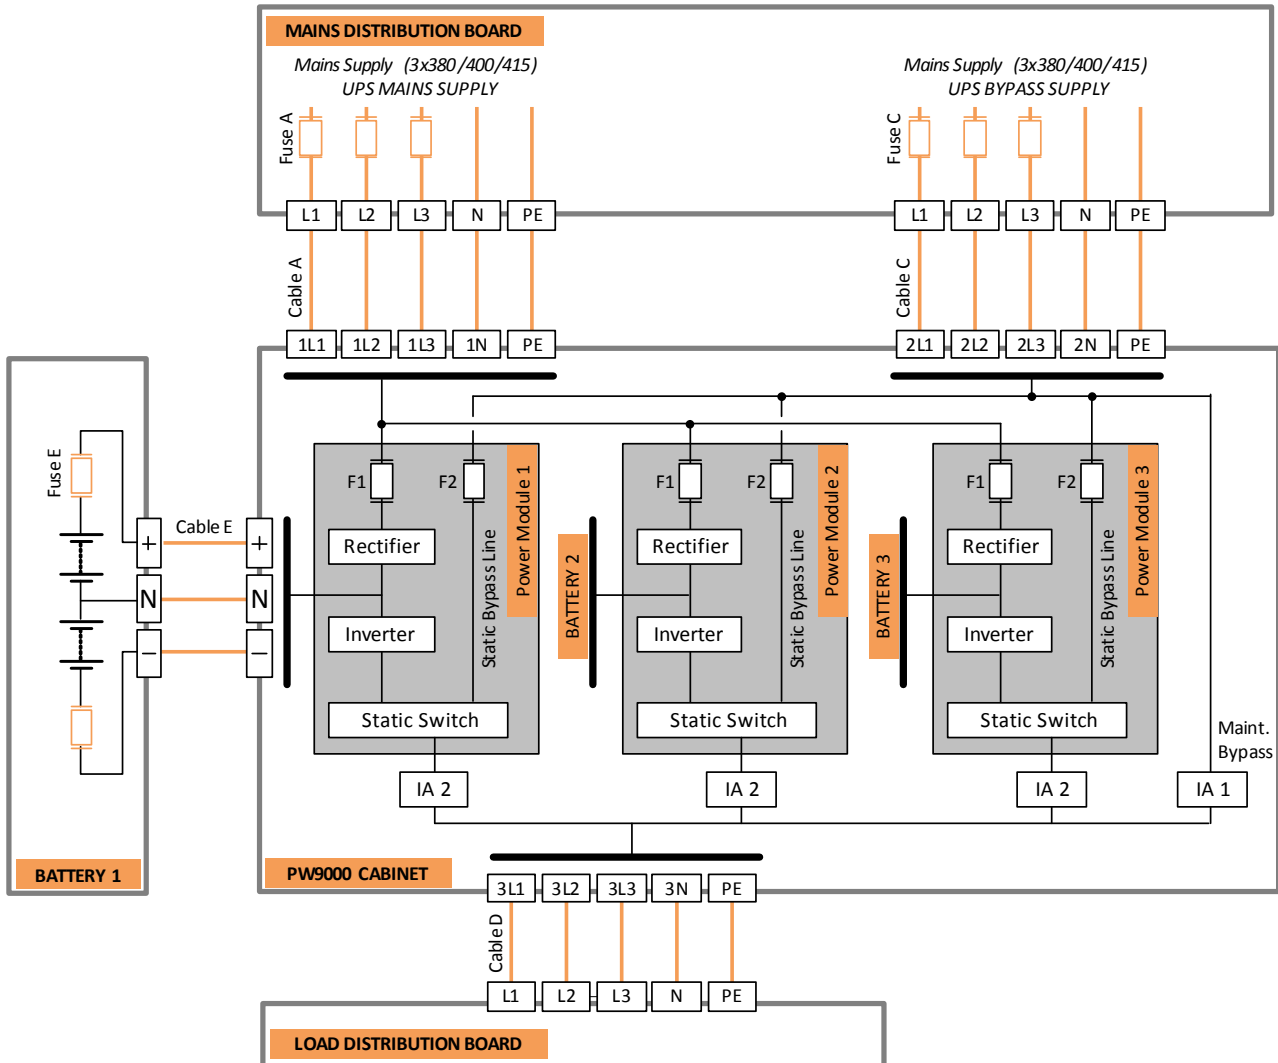 MAINS DISTRIBUTION BOARD
Mains Supply (3x380/400/415)
UPS MAINS SUPPLY
Mains Supply (3x380/400/415)
UPS BYPASS SUPPLY
Fuse A
Fuse C
L1 L2 L3 N PE
L1 L2 L3 N PE
Cable A
Cable C
1L1 1L2 1L3 1N PE
2L1 2L2 2L3 2N PE
Fuse E
Cable E
+ +
N N
– –
BATTERY 1
F1 F2
Power Module 1
Rectifier
Inverter
Static Bypass Line
Static Switch
IA 2
BATTERY 2
F1 F2
Power Module 2
Rectifier
Inverter
Static Bypass Line
Static Switch
IA 2
BATTERY 3
F1 F2
Power Module 3
Rectifier
Inverter
Static Bypass Line
Static Switch
IA 2
Maint.
Bypass
IA 1
PW9000 CABINET
3L1 3L2 3L3 3N PE
Cable D
L1 L2 L3 N PE
LOAD DISTRIBUTION BOARD